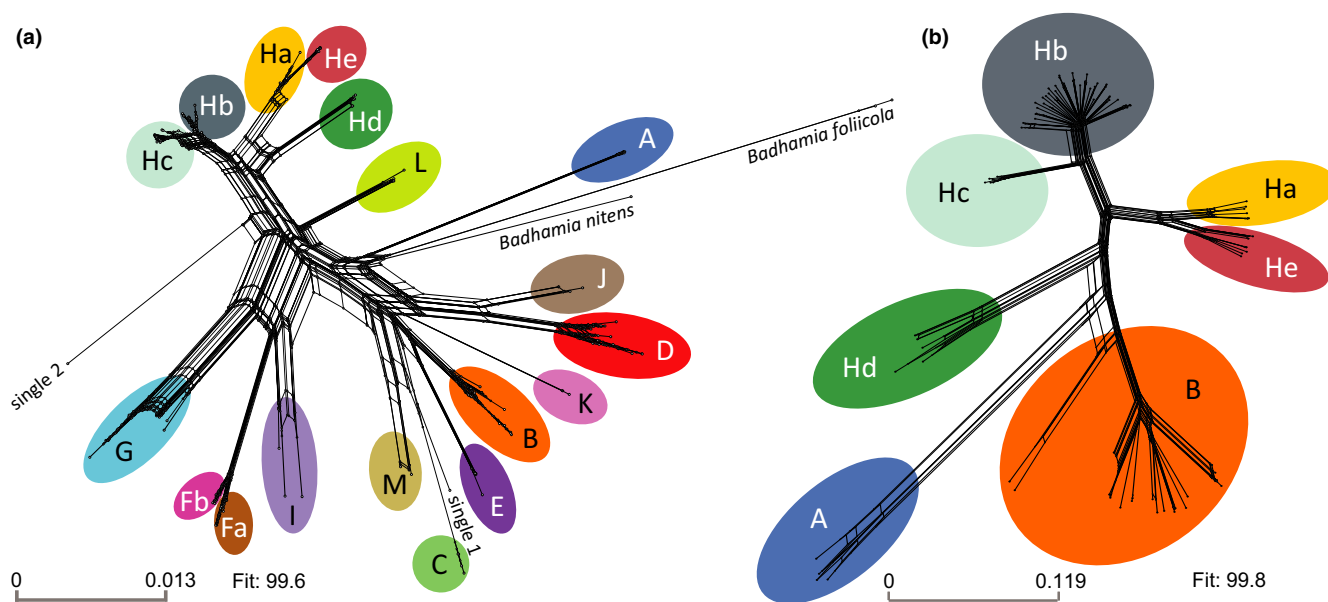 (a)
Ha
He
Hb
Hd
Hc
L
A
Badhamia foliicola
Badhamia nitens
J
D
K
B
E
single 1
C
M
I
Fa
Fb
G
single 2
0
0.013
Fit: 99.6
(b)
Hb
Hc
Ha
He
Hd
B
A
0
0.119
Fit: 99.8